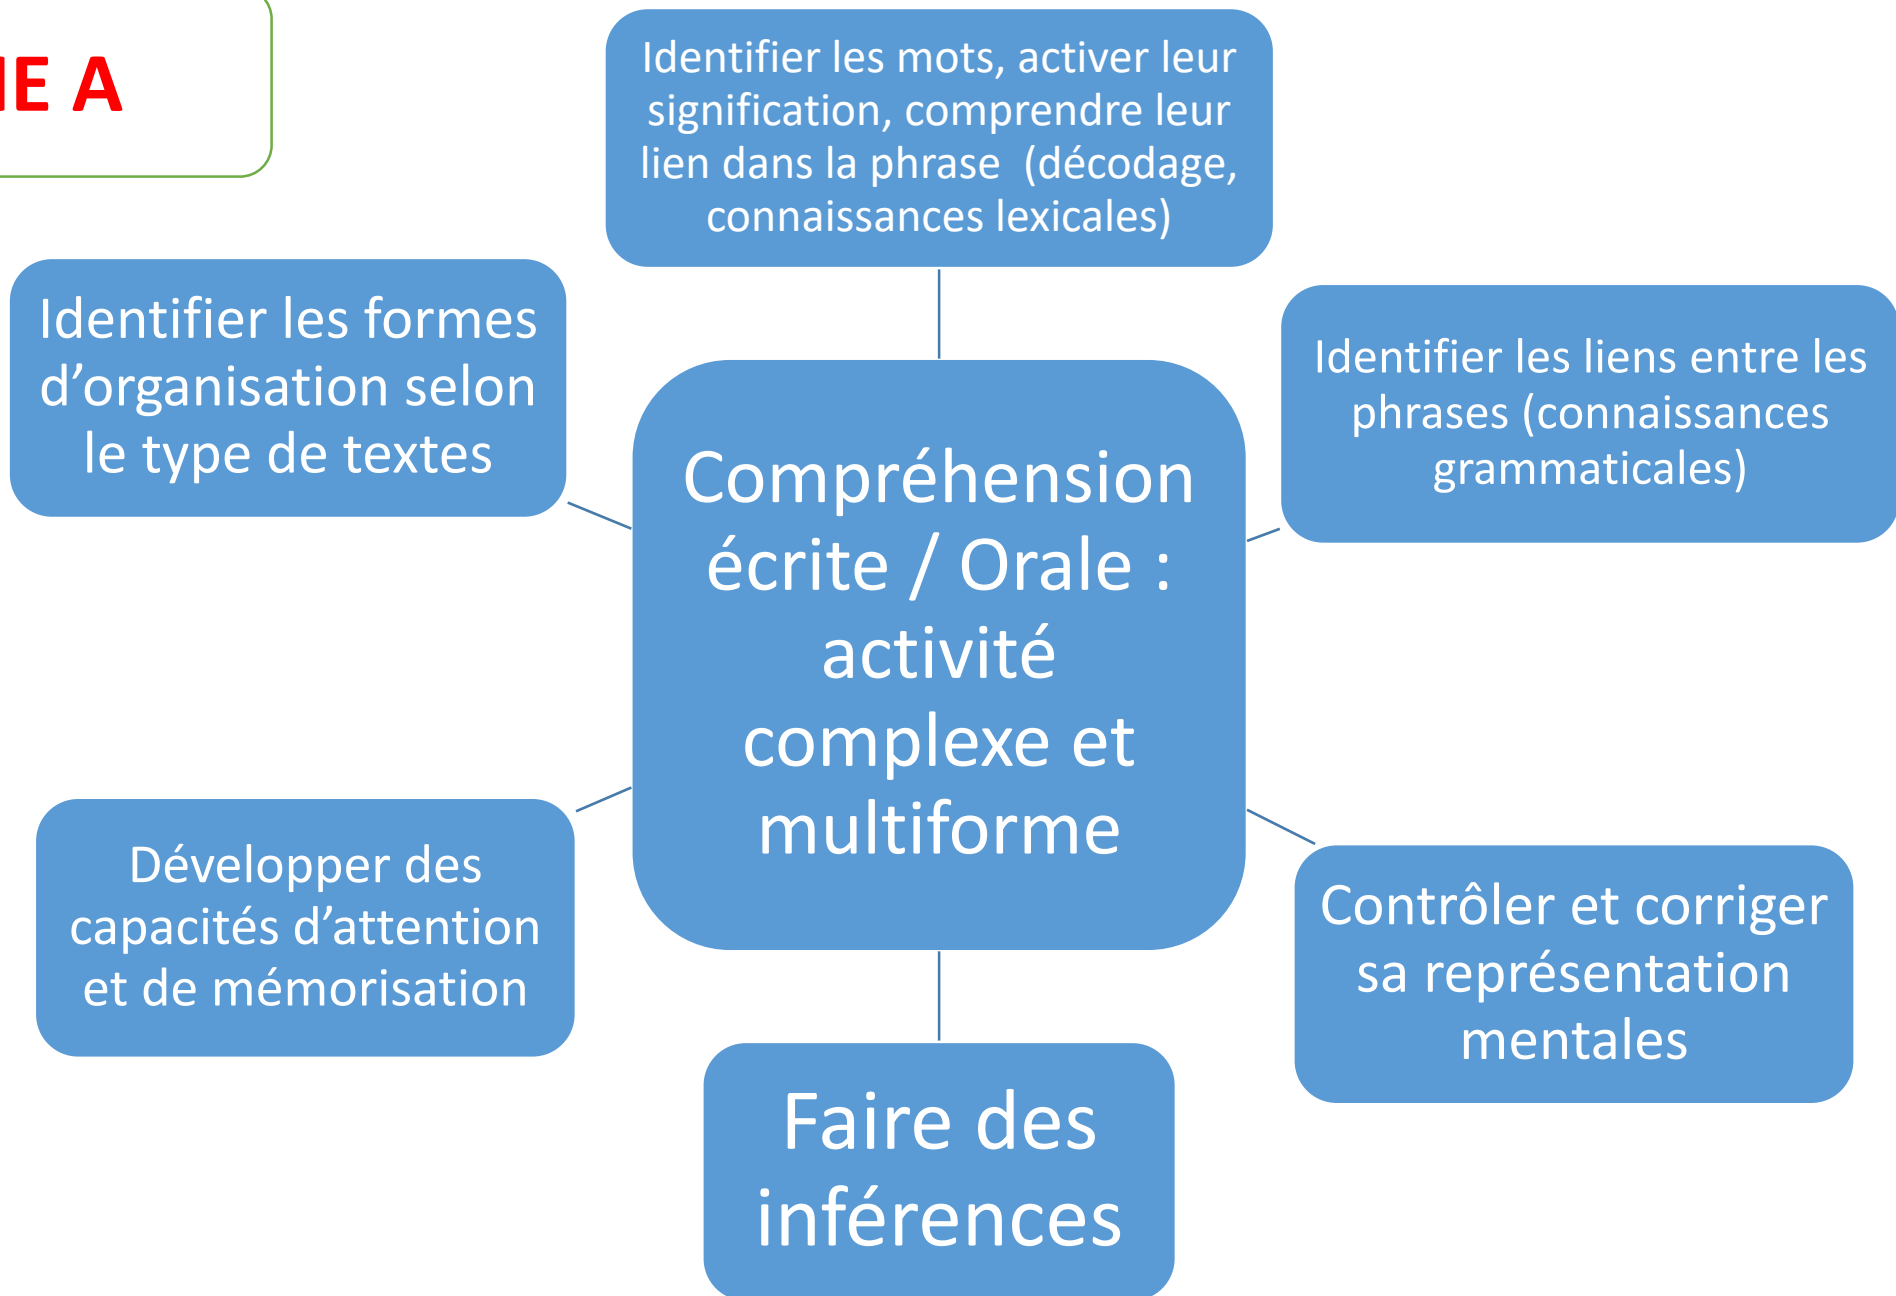 A
Identifier les mots, activer leur
signification, comprendre leur
lien dans la phrase (décodage,
connaissances lexicales)
Identifier les formes
d’organisation selon
le type de textes
Identifier les liens entre les
phrases (connaissances
grammaticales)
Compréhension
écrite / Orale :
activité
complexe et
multiforme
Développer des
capacités d’attention
et de mémorisation
Contrôler et corriger
sa représentation
mentales
Faire des
inférences